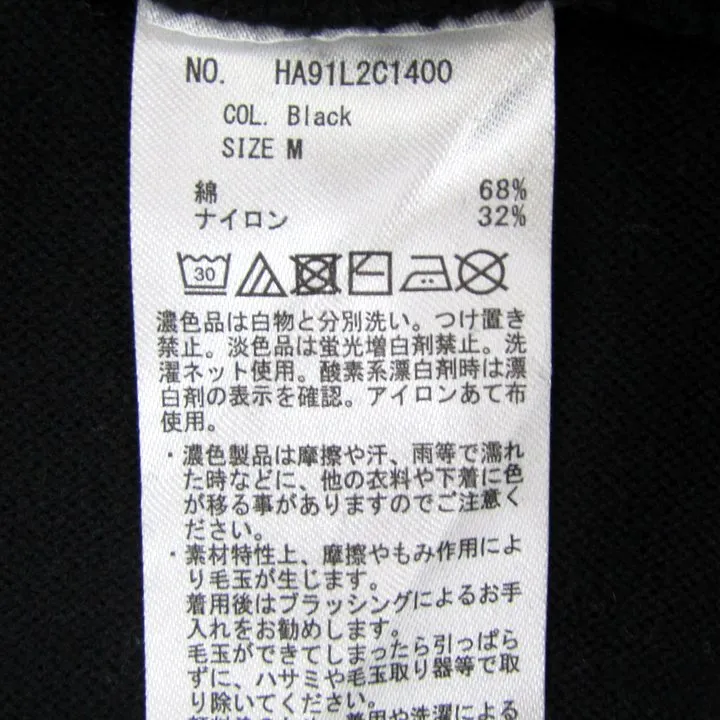 NO. HA91L2C1400
COL. Black
SIZE M
綿 68%
ナイロン 32%
30
濃色品は白物と分別洗い。つけ置き
禁止。淡色品は蛍光増白剤禁止。洗
濯ネット使用。酸素系漂白剤時は漂
白剤の表示を確認。アイロンあて布
使用。
・濃色製品は摩擦や汗、雨等で濡れ
た時などに、他の衣料や下着に色
が移る事がありますのでご注意く
ださい。
・素材特性上、摩擦やもみ作用によ
り毛玉が生じます。
着用後はブラッシングによるお手
入れをお勧めします。
毛玉ができてしまったら引っぱら
ずに、ハサミや毛玉取り器等で取
り除いてください。
着用や洗濯による